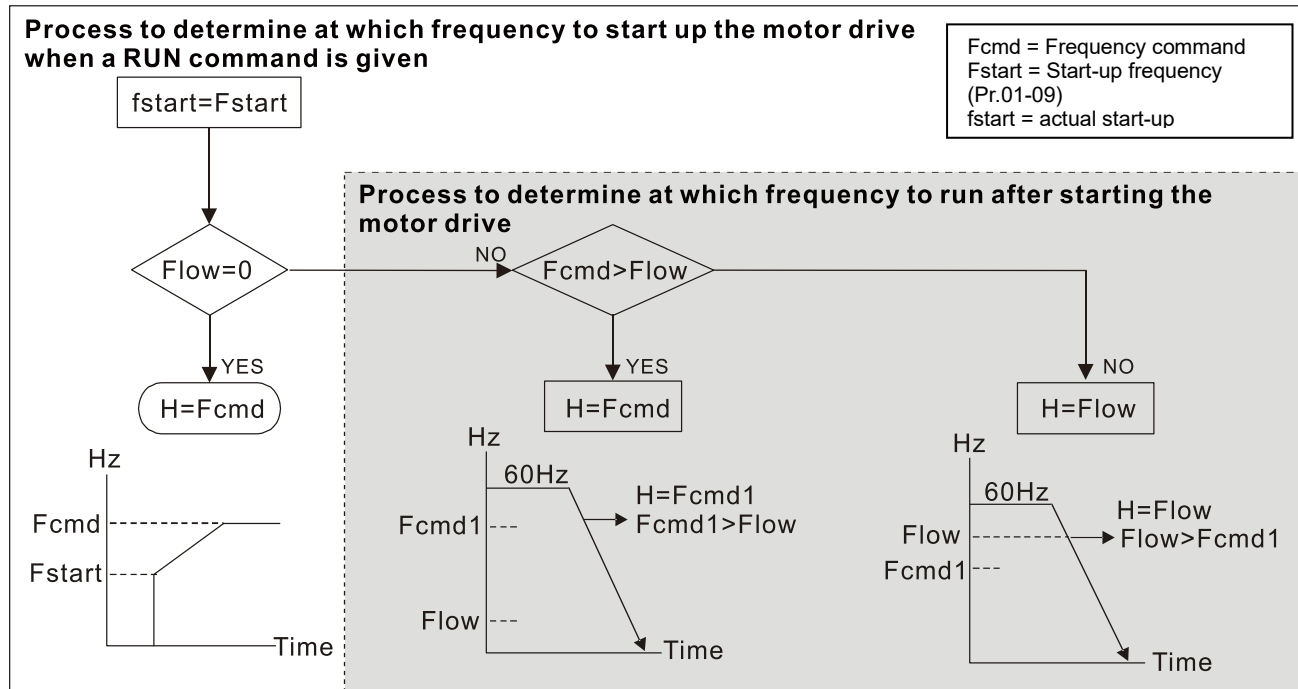 Process to determine at which frequency to start up the motor drive
when a RUN command is given
Fcmd = Frequency command
Fstart = Start-up frequency
(Pr.01-09)
fstart = actual start-up
fstart=Fstart
Process to determine at which frequency to run after starting the
motor drive
Flow=0
NO
Fcmd>Flow
YES
YES
NO
H=Fcmd
H=Fcmd
H=Flow
Hz
Fcmd
Fstart
Time
Hz
60Hz
H=Fcmd1
Fcmd1>Flow
Fcmd1
Flow
Time
Hz
60Hz
H=Flow
Flow>Fcmd1
Flow
Fcmd1
Time